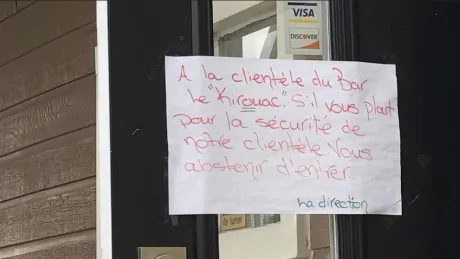 VISA
DISCOVER
A la clientèle du Bar
Le "Kirouac". S'il vous plait
pour la sécurité de
notre clientèle. Vous
abstenir d'entrer
La direction